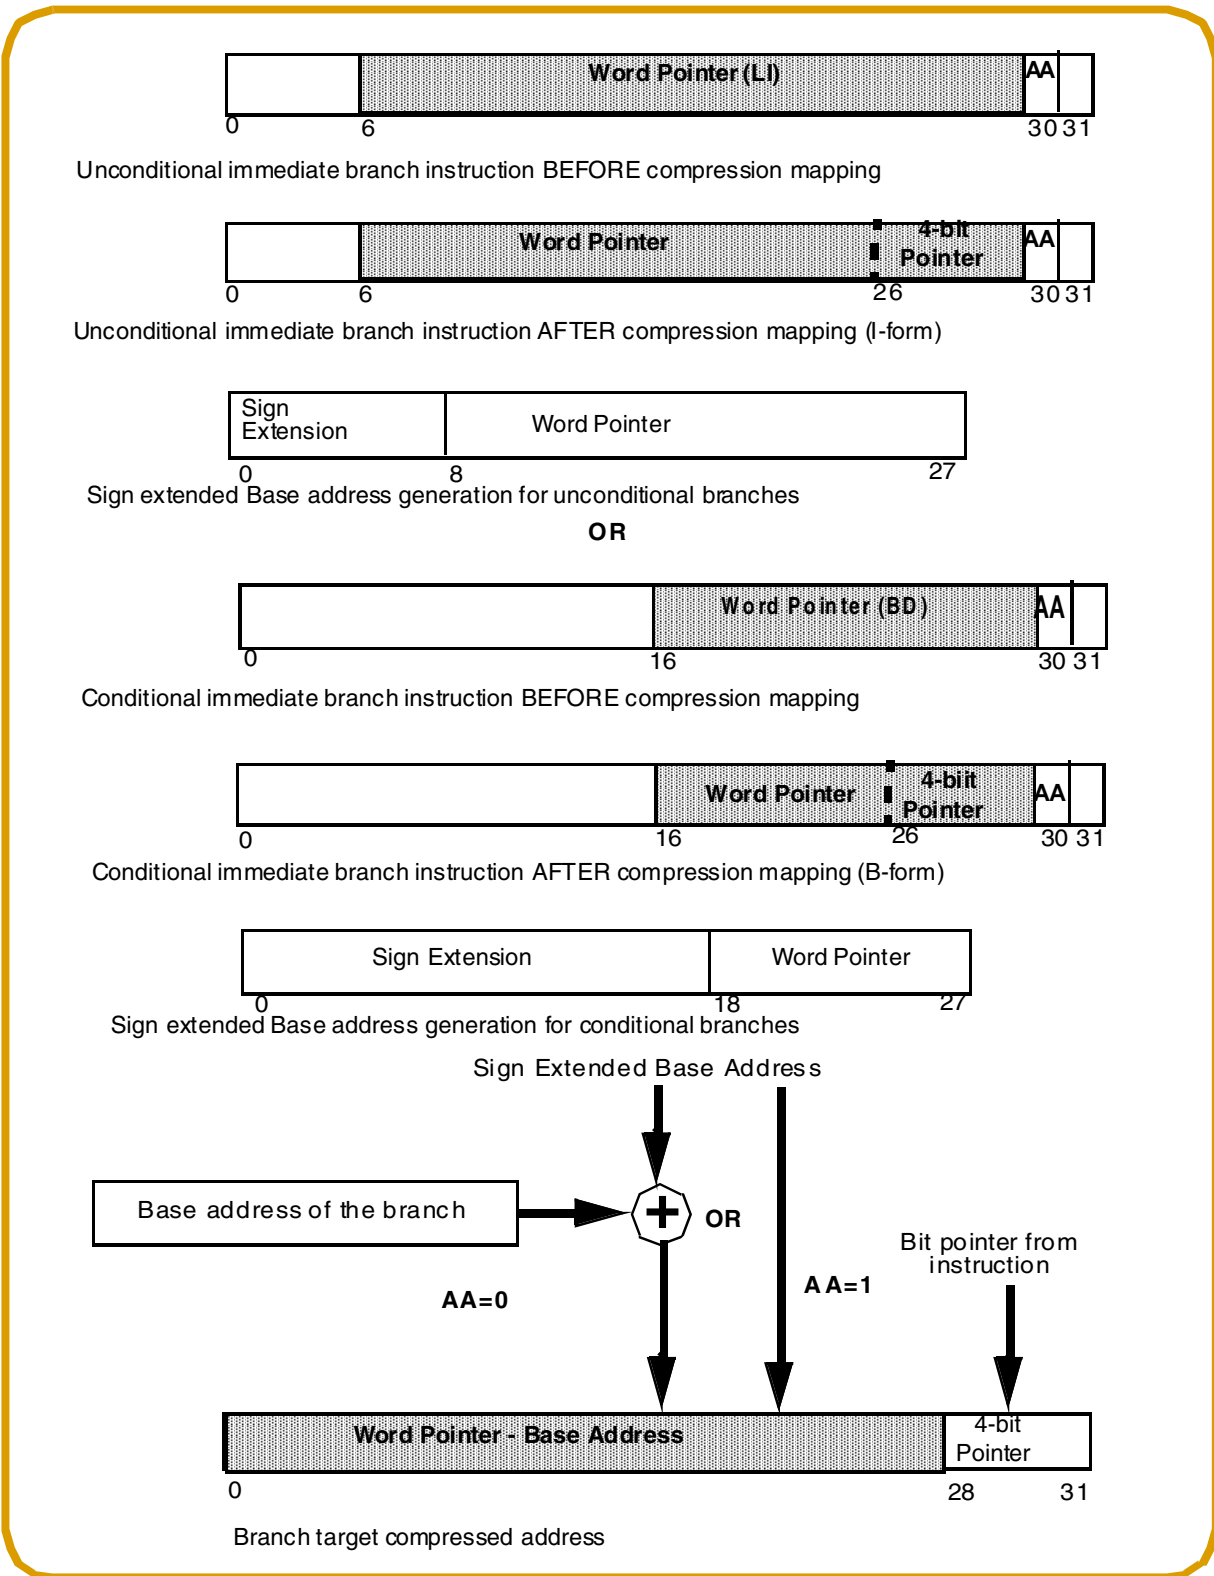 Word Pointer (LI) AA
0 6 30 31
Unconditional immediate branch instruction BEFORE compression mapping
Word Pointer 4-bit Pointer AA
0 6 26 30 31
Unconditional immediate branch instruction AFTER compression mapping (I-form)
Sign Extension Word Pointer
0 8 27
Sign extended Base address generation for unconditional branches
OR
Word Pointer (BD) AA
0 16 30 31
Conditional immediate branch instruction BEFORE compression mapping
Word Pointer 4-biit Pointer AA
0 16 26 30 31
Conditional immediate branch instruction AFTER compression mapping (B-form)
Sign Extension Word Pointer
0 18 27
Sign extended Base address generation for conditional branches
Sign Extended Base Address
Base address of the branch
+ OR
Bit pointer from
instruction
AA=0
AA=1
Word Pointer - Base Address 4-bit Pointer
0 28 31
Branch target compressed address